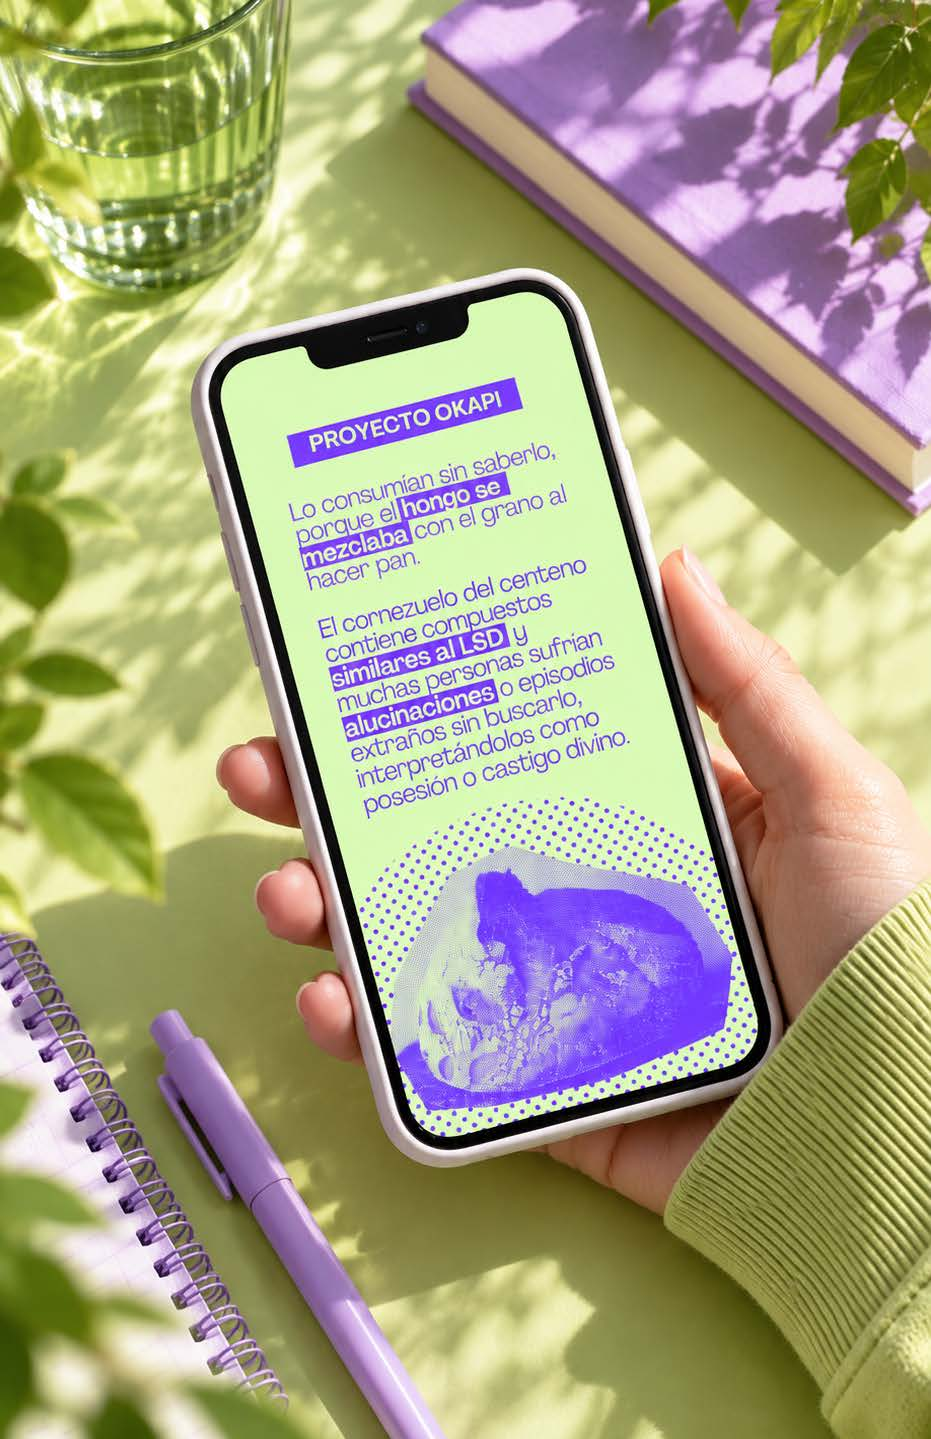 PROYECTO OKAPI
Lo consumían sin saberlo,
porque el hongo se
mezclaba con el grano al
hacer pan.
El cornezuelo del centeno
contiene compuestos
similares al LSD y
muchas personas sufrían
alucinaciones o episodios
extraños sin buscarlo,
interpretándolos como
posesión o castigo divino.